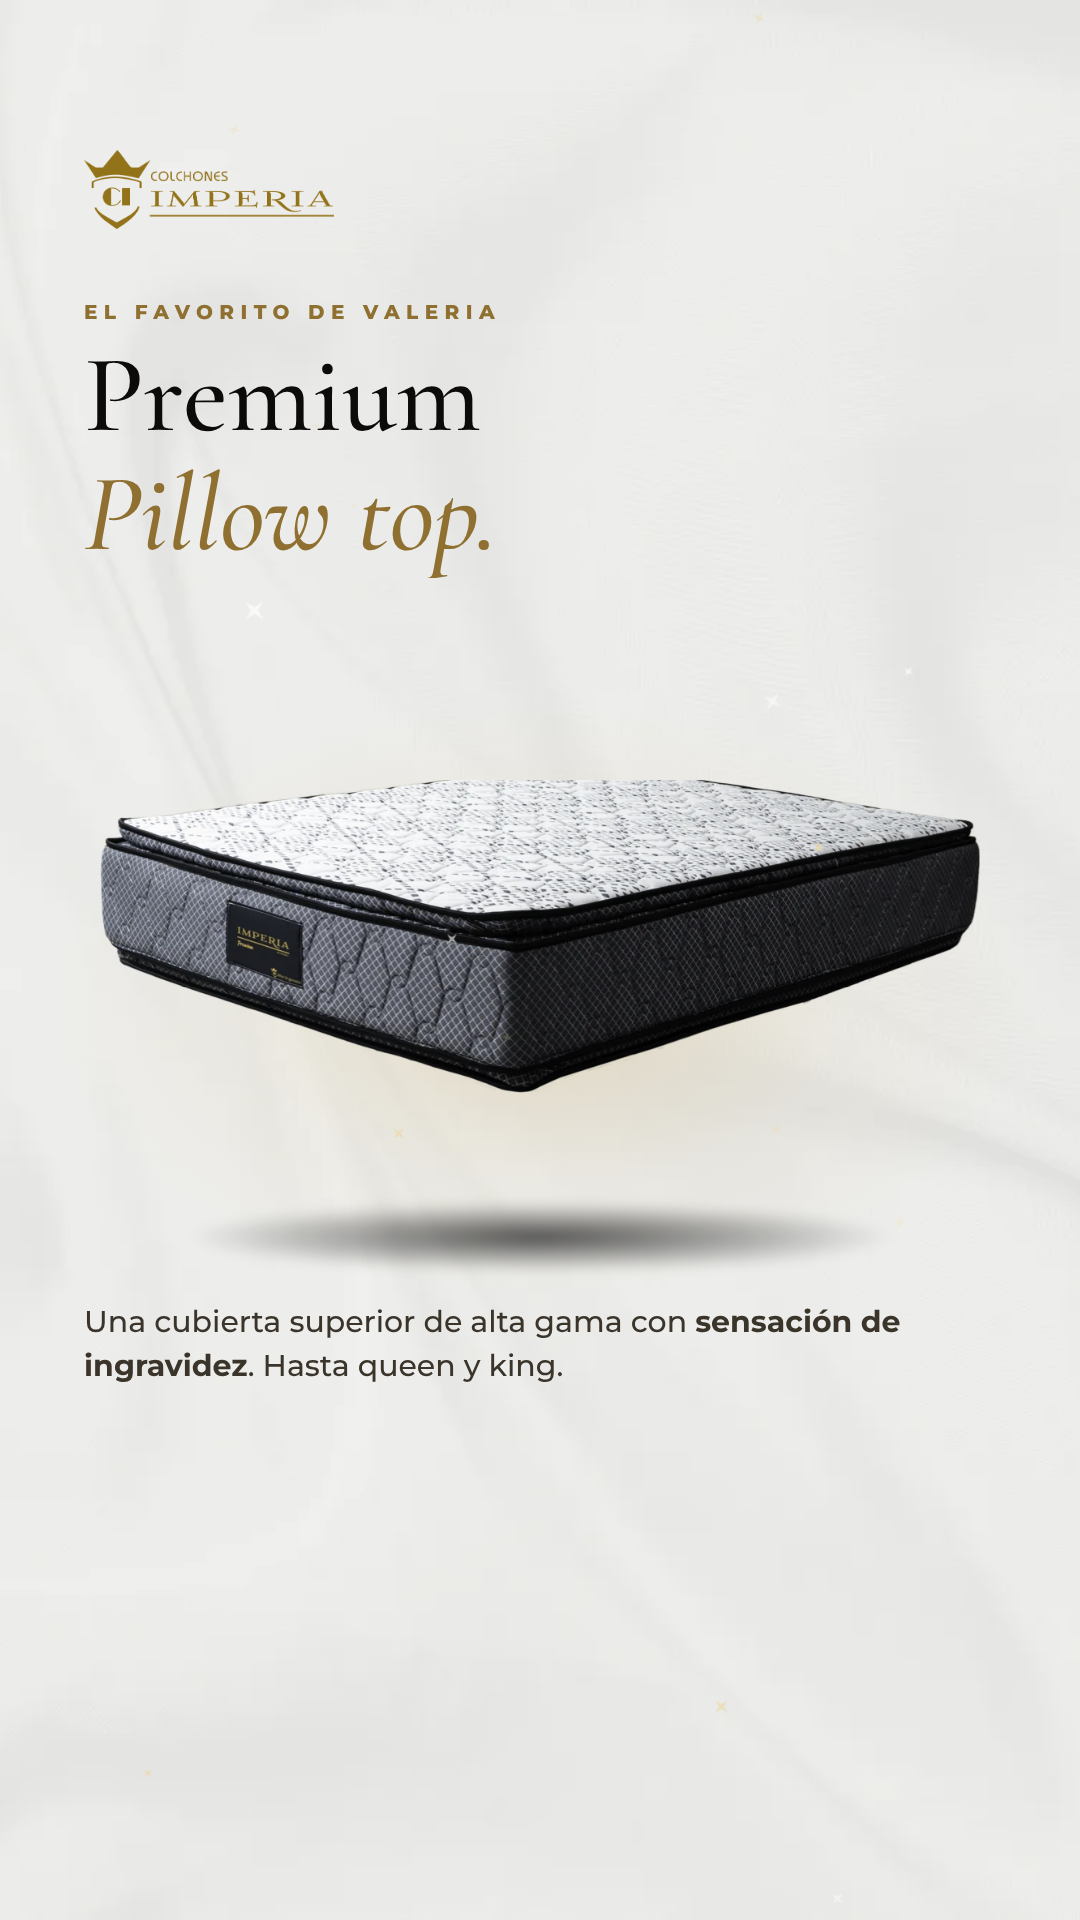 COLCHONES
IMPERIA
EL FAVORITO DE VALERIA
Premium
Pillow top.
IMPERIA
Premium
Una cubierta superior de alta gama con sensación de
ingravidez. Hasta queen y king.